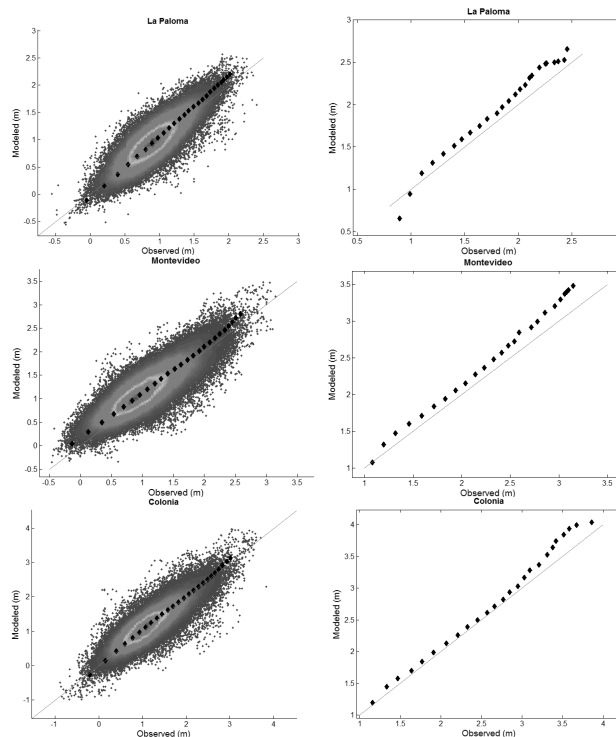 La Paloma
Modeled (m)
3
2.5
2
1.5
1
0.5
0
-0.5
-0.5 0 0.5 1 1.5 2 2.5 3
Observed (m)
La Paloma
Modeled (m)
3
2.5
2
1.5
1
0.5
0.5 1 1.5 2 2.5 3
Observed (m)
Montevideo
Modeled (m)
3.5
3
2.5
2
1.5
1
0.5
0
-0.5
-0.5 0 0.5 1 1.5 2 2.5 3 3.5
Observed (m)
Montevideo
Modeled (m)
3.5
3
2.5
2
1.5
1
1 1.5 2 2.5 3 3.5
Observed (m)
Colonia
Modeled (m)
4
3
2
1
0
-1
-1 0 1 2 3 4
Observed (m)
Colonia
Modeled (m)
4
3.5
3
2.5
2
1.5
1
1 1.5 2 2.5 3 3.5 4
Observed (m)